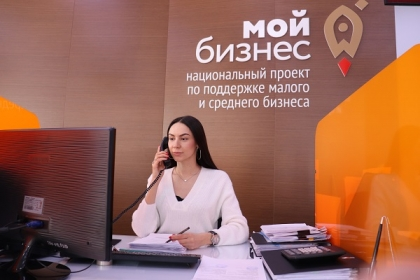 мой
бизнес
национальный проект
по поддержке малого
и среднего бизнеса